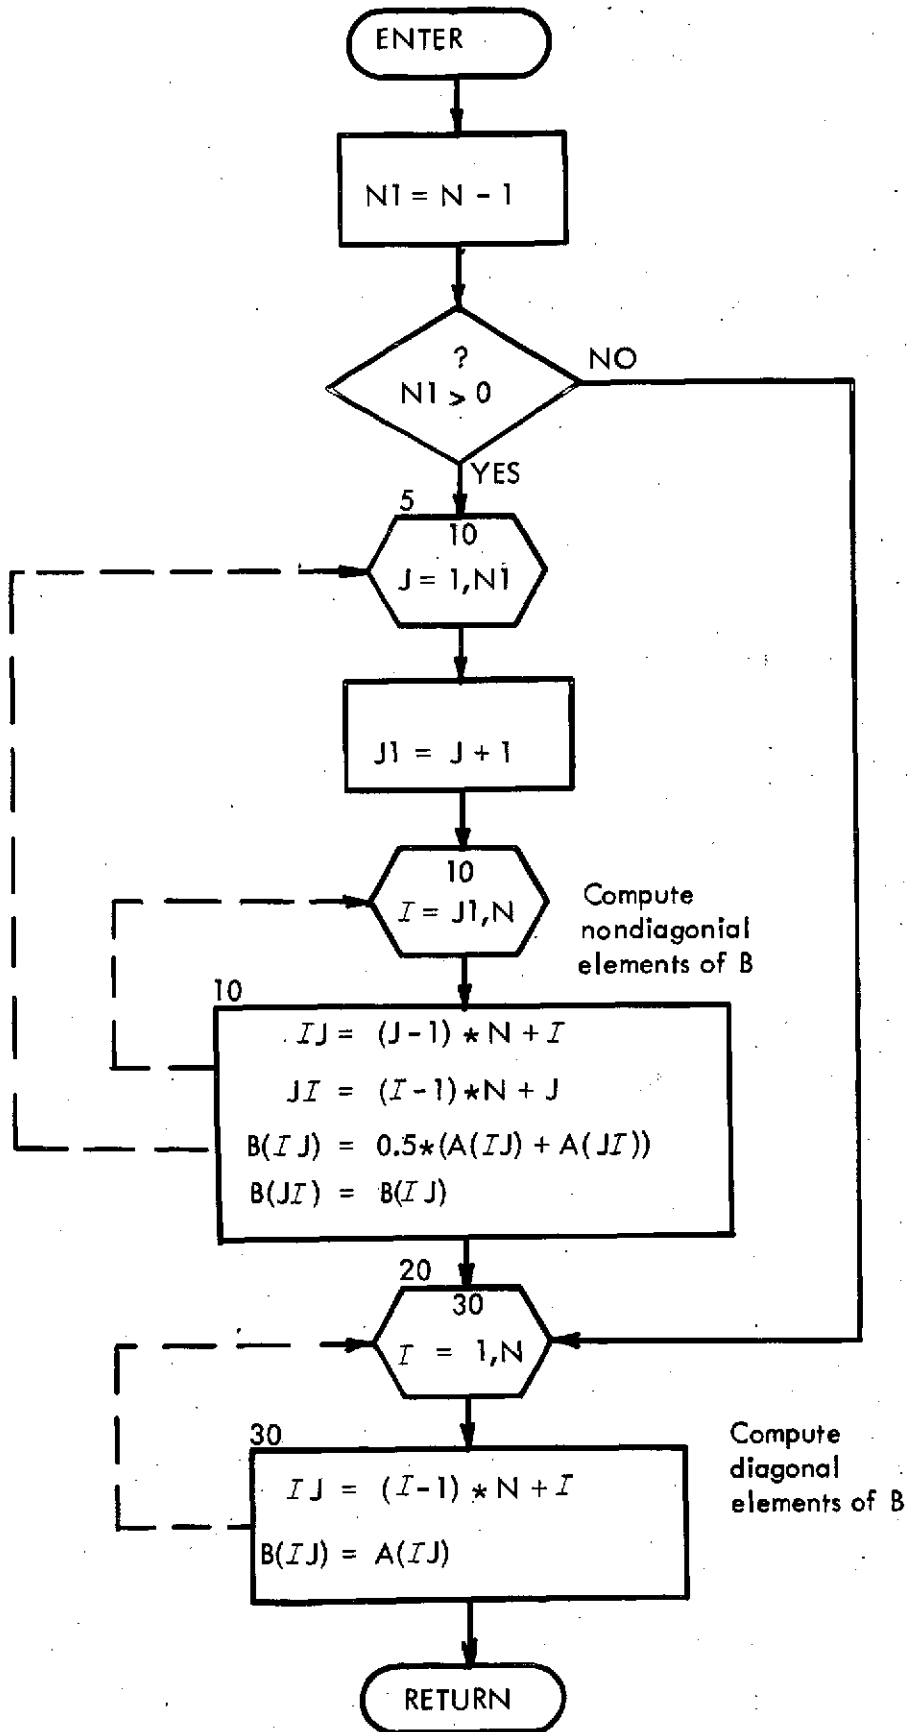 ENTER
N1 = N - 1
?
N1 > 0
NO
YES
5
10
J = 1,N1
J1 = J + 1
10
I = J1,N
Compute
nondiagonial
elements of B
10
IJ = (J-1) * N + I
JI = (I-1) * N + J
B(IJ) = 0.5*(A(IJ) + A(JI))
B(JI) = B(IJ)
20
30
I = 1,N
30
Compute
diagonal
elements of B
IJ = (I-1) * N + I
B(IJ) = A(IJ)
RETURN